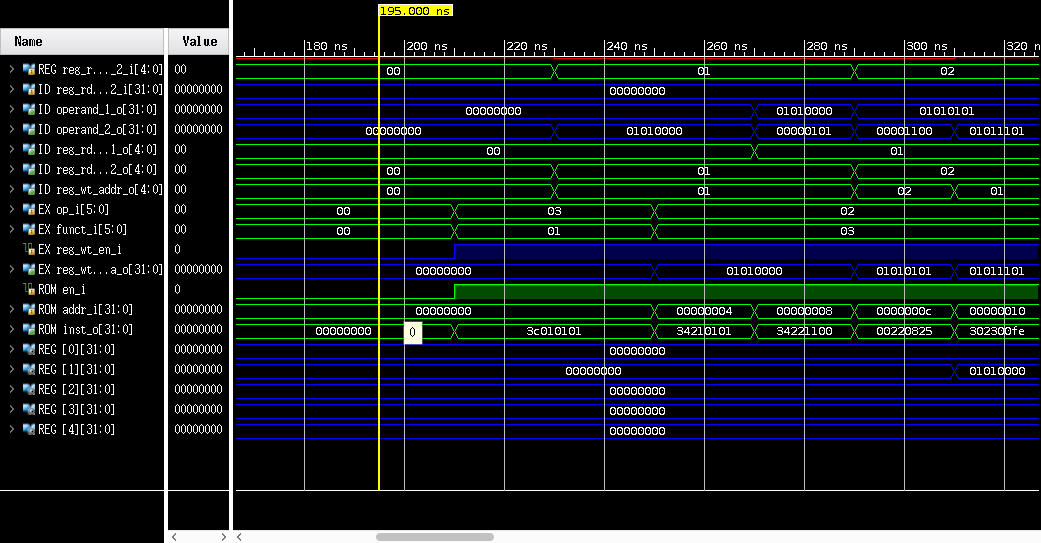 195.000 ns
Name Value
180 ns 200 ns 220 ns 240 ns 260 ns 280 ns 300 ns 320 n
REG reg_r..._2_i[4:0] 00 00 01 02
ID reg_rd...2_i[31:0] 00000000 00000000
ID operand_1_o[31:0] 00000000 00000000 01010000 01010101
ID operand_2_o[31:0] 00000000 00000000 01010000 00000101 00001100 01011101
ID reg_rd..._1_o[4:0] 00 00 01
ID reg_rd..._2_o[4:0] 00 00 01 02
ID reg_wt_addr_o[4:0] 00 00 01 02 01
EX op_i[5:0] 00 00 03 02
EX funct_i[5:0] 00 00 01 03
EX reg_wt_en_i 0
EX reg_wt...a_o[31:0] 00000000 00000000 01010000 01010101 01011101
ROM en_i 0
ROM addr_i[31:0] 00000000 00000000 00000004 00000008 0000000c 00000010
ROM inst_o[31:0] 00000000 00000000 0 3c010101 34210101 34221100 00220825 302300fe
REG [0][31:0] 00000000 00000000
REG [1][31:0] 00000000 00000000 01010000
REG [2][31:0] 00000000 00000000
REG [3][31:0] 00000000 00000000
REG [4][31:0] 00000000 00000000